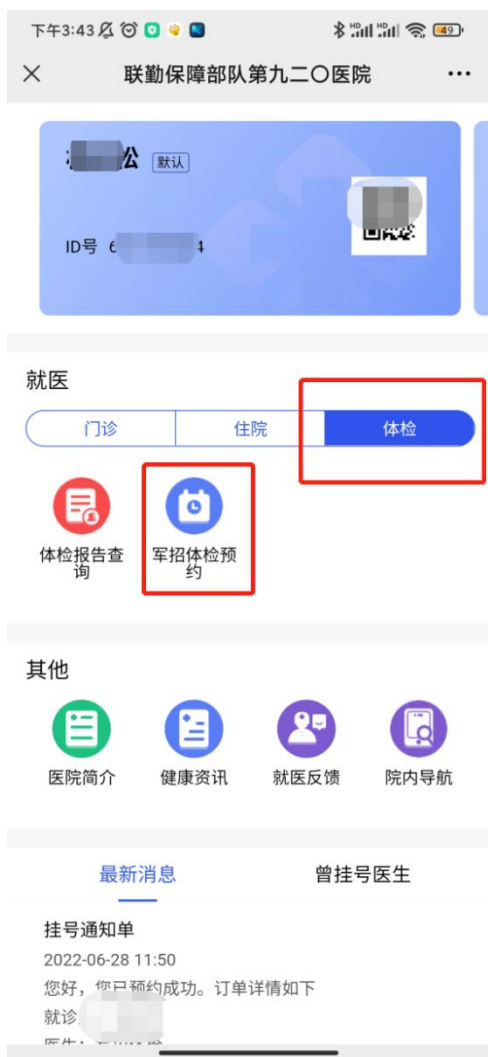 下午3:43
HD HD 49
联勤保障部队第九二〇医院
松 默认
ID号 6 4
就医
门诊 住院 体检
体检报告查
询
军招体检预
约
其他
医院简介 健康资讯 就医反馈 院内导航
最新消息 曾挂号医生
挂号通知单
2022-06-28 11:50
您好，您已预约成功。订单详情如下
就诊